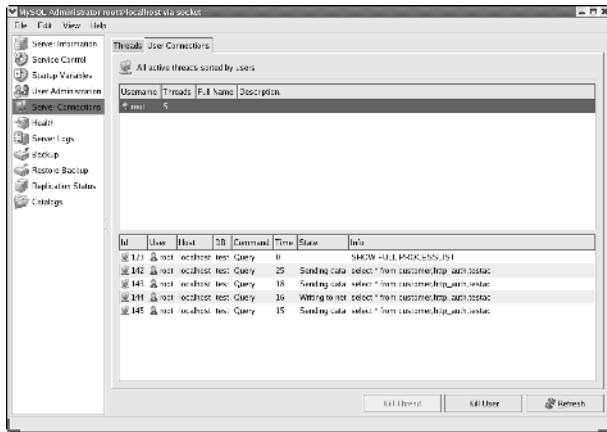 MySQL Administrator root@localhost via socket
File Edit View Help
Server Information
Service Control
Startup Variables
User Administration
Server Connections
Health
Server Logs
Backup
Restore Backup
Replication Status
Catalogs
Threads User Connections
All active threads sorted by users
Username Threads Full Name Description
root 5
Id User Host DB Command Time State Info
123 root localhost test Query 0 SHOW FULL PROCESSLIST
142 root localhost test Query 25 Sending data select * from customer,http_auth,testac
143 root localhost test Query 18 Sending data select * from customer,http_auth,testac
144 root localhost test Query 16 Writing to net select * from customer,http_auth,testac
145 root localhost test Query 15 Sending data select * from customer,http_auth,testac
Kill Thread Kill User Refresh